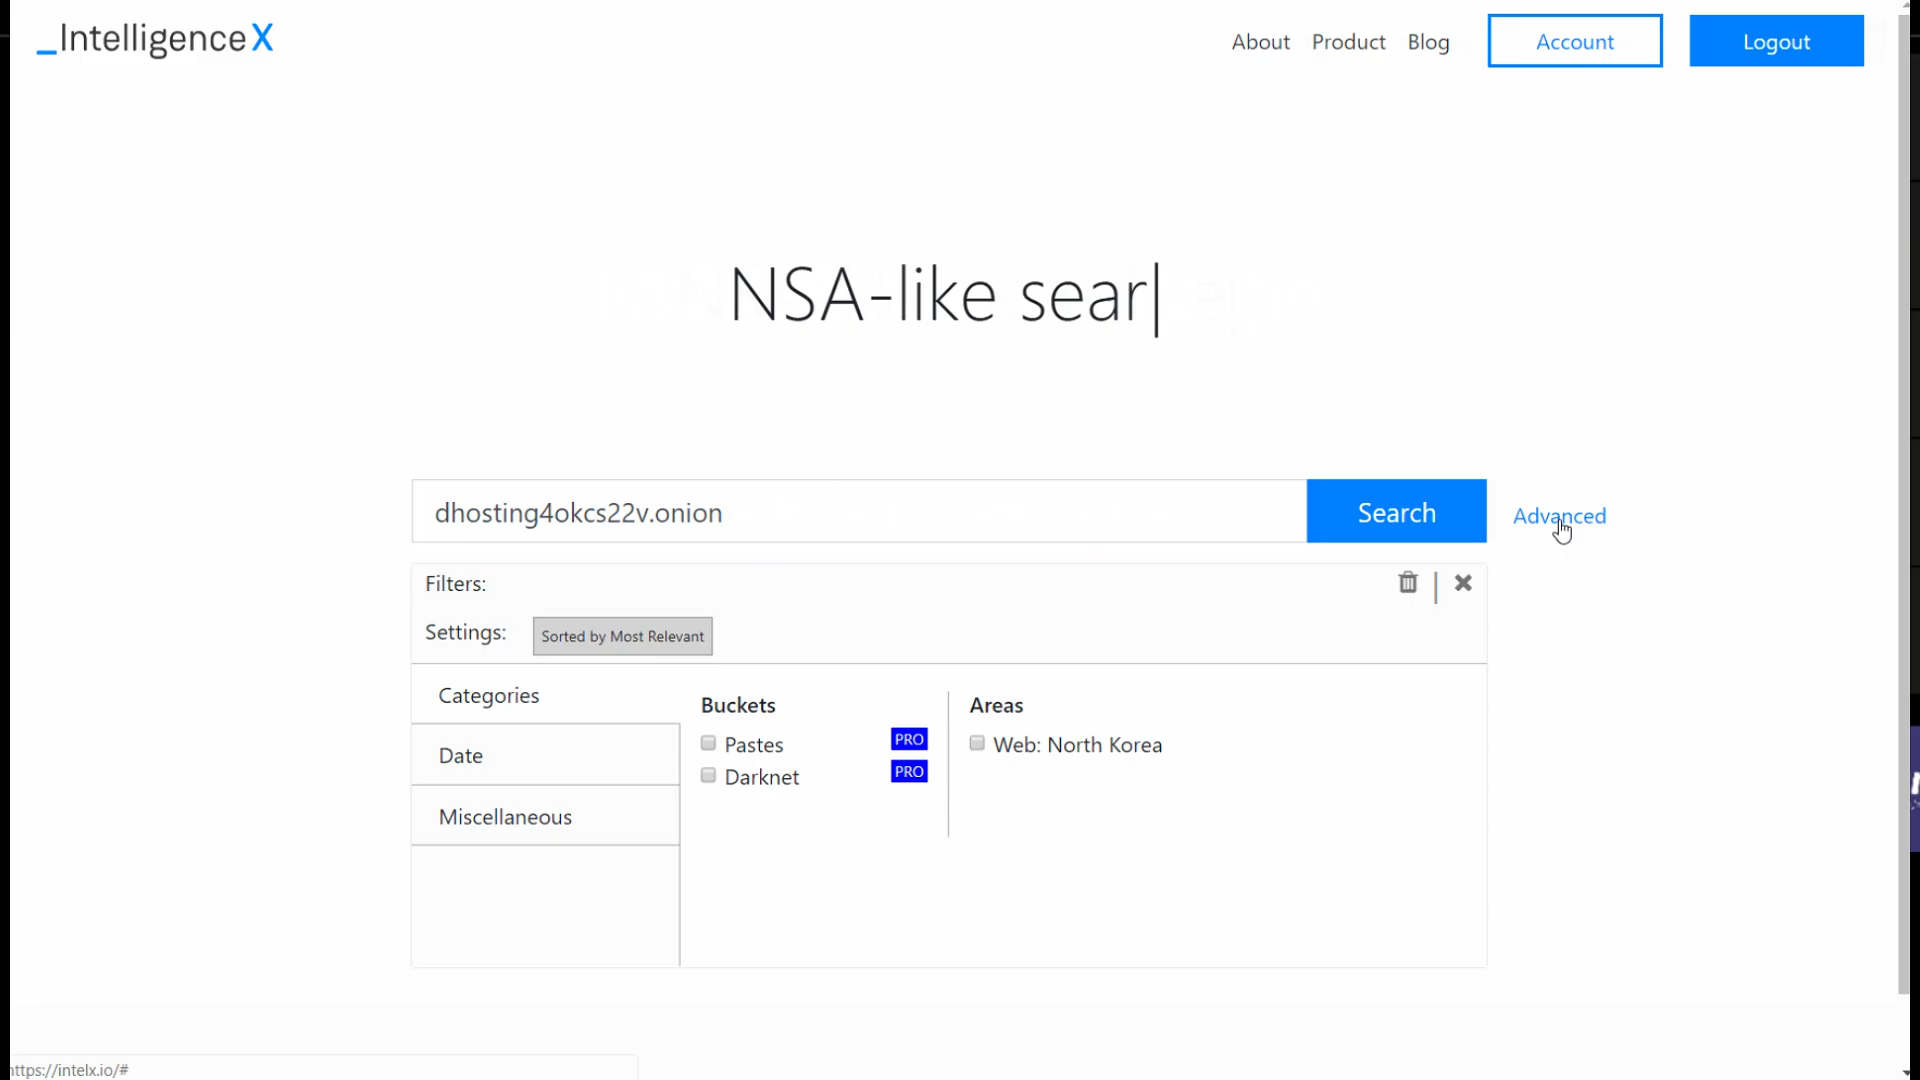 _IntelligenceX
About Product Blog Account Logout
NSA-like sear
dhosting4okcs22v.onion Search Advanced
Filters:
Settings: Sorted by Most Relevant
Categories
Date
Miscellaneous
Buckets
Pastes PRO
Darknet PRO
Areas
Web: North Korea
https://intelx.io/#